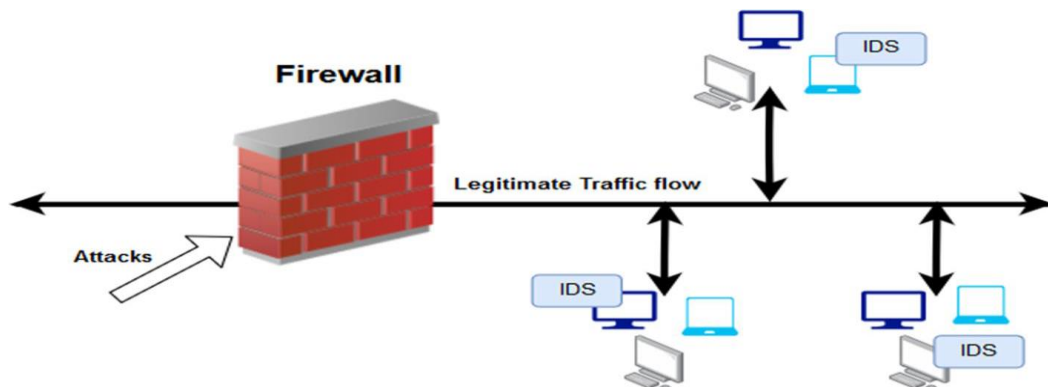 IDS
Firewall
Legitimate Traffic flow
Attacks
IDS
IDS